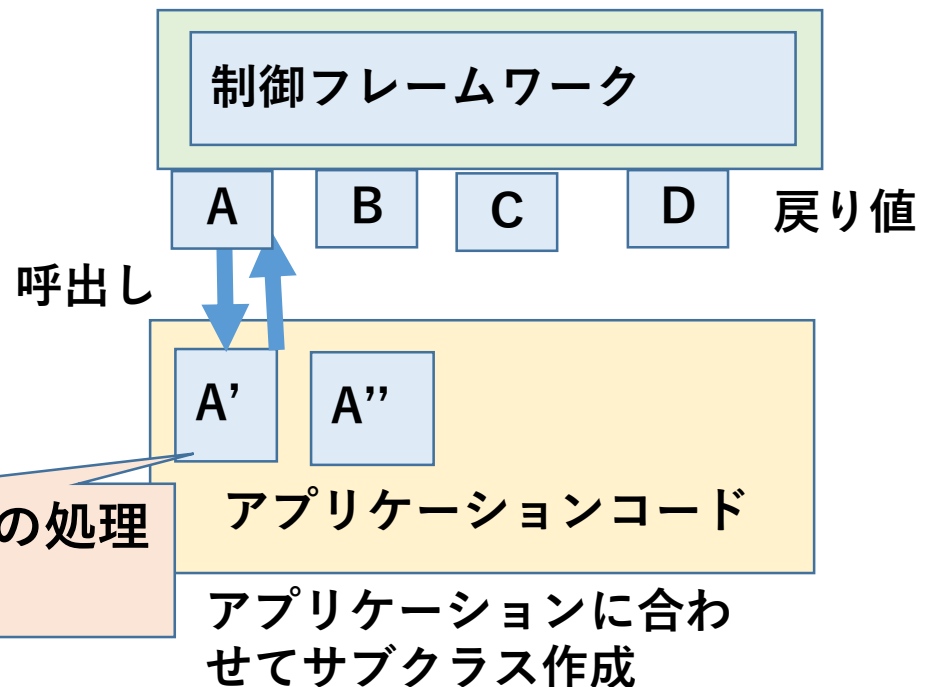 制御フレームワーク
A
B
C
D
戻り値
呼出し
A’
A’’
の処理
アプリケーションコード
アプリケーションに合わ
せてサブクラス作成